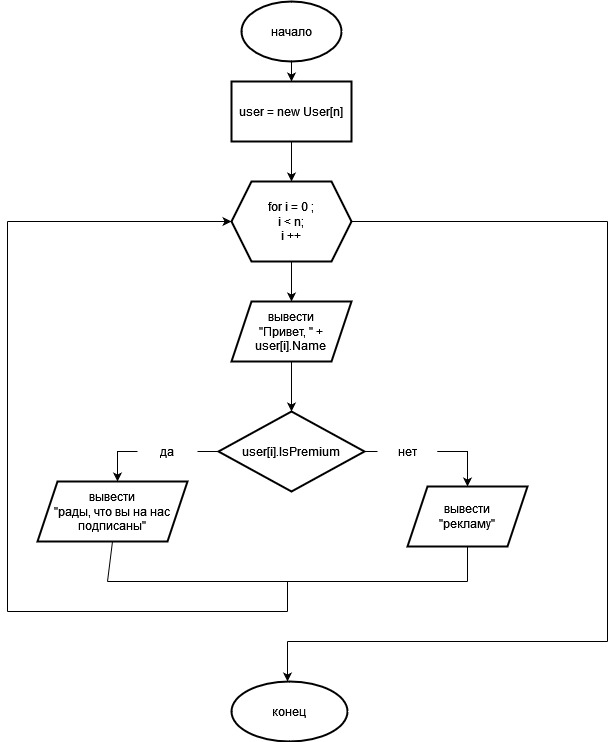 начало
user = new User[n]
for i = 0 ;
i < n;
i ++
вывести
"Привет, " +
user[i].Name
user[i].IsPremium
да
нет
вывести
"рады, что вы на нас
подписаны"
вывести
"рекламу"
конец